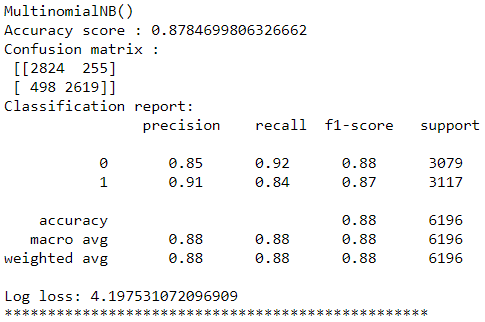 MultinomialNB()
Accuracy score : 0.8784699806326662
Confusion matrix :
[[2824 255]
[ 498 2619]]
Classification report:
precision recall f1-score support
0 0.85 0.92 0.88 3079
1 0.91 0.84 0.87 3117
accuracy 0.88 6196
macro avg 0.88 0.88 0.88 6196
weighted avg 0.88 0.88 0.88 6196
Log loss: 4.197531072096909
*************************************************